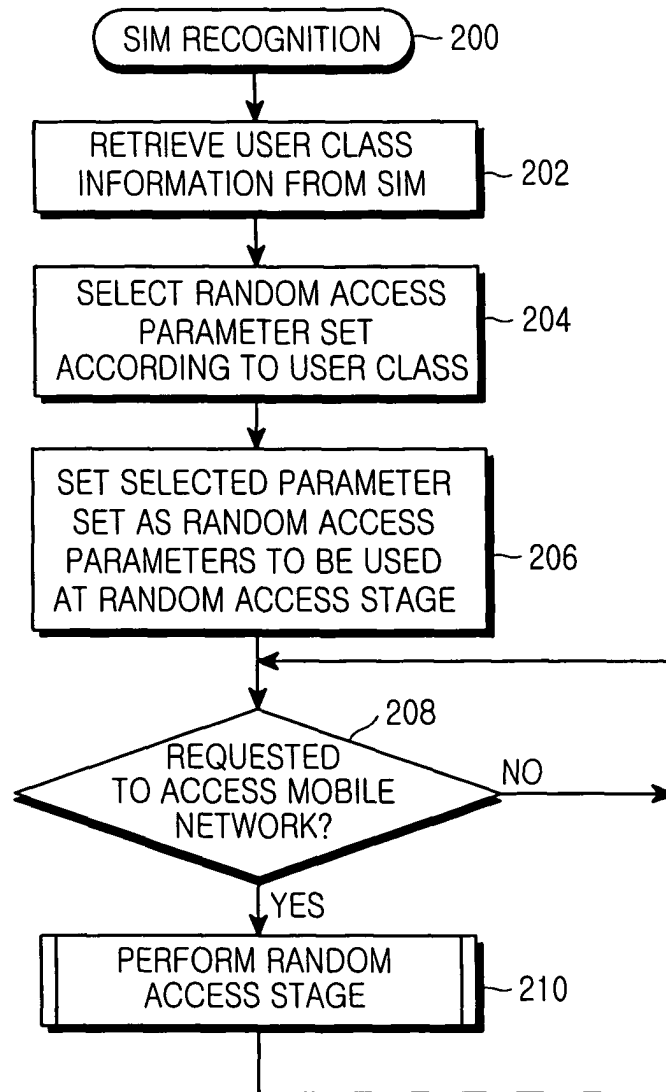 SIM RECOGNITION
200
RETRIEVE USER CLASS
INFORMATION FROM SIM
202
SELECT RANDOM ACCESS
PARAMETER SET
ACCORDING TO USER CLASS
204
SET SELECTED PARAMETER
SET AS RANDOM ACCESS
PARAMETERS TO BE USED
AT RANDOM ACCESS STAGE
206
208
REQUESTED
TO ACCESS MOBILE
NETWORK?
NO
YES
PERFORM RANDOM
ACCESS STAGE
210